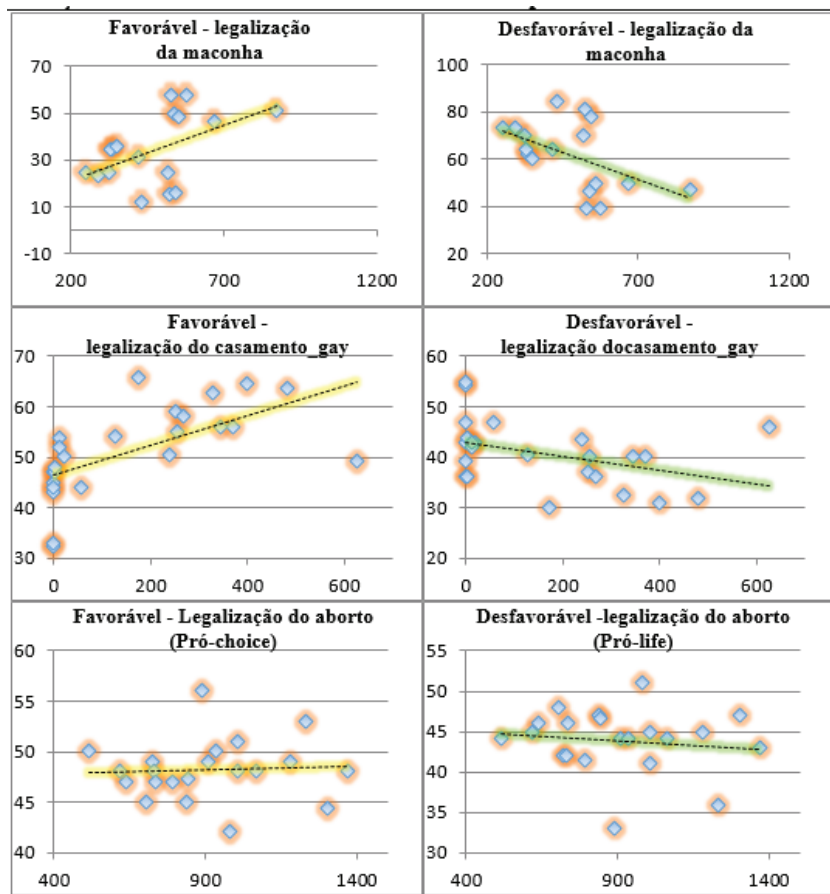 Favorável - legalização
da maconha
70
50
30
10
-10
200 700 1200
Desfavorável - legalização da
maconha
100
80
60
40
20
200 700 1200
Favorável -
legalização do casamento_gay
70
60
50
40
30
0 200 400 600
Desfavorável -
legalização docasamento_gay
60
50
40
30
20
0 200 400 600
Favorável - Legalização do aborto
(Pró-choice)
60
55
50
45
40
400 900 1400
Desfavorável -legalização do aborto
(Pró-life)
55
50
45
40
35
30
400 900 1400